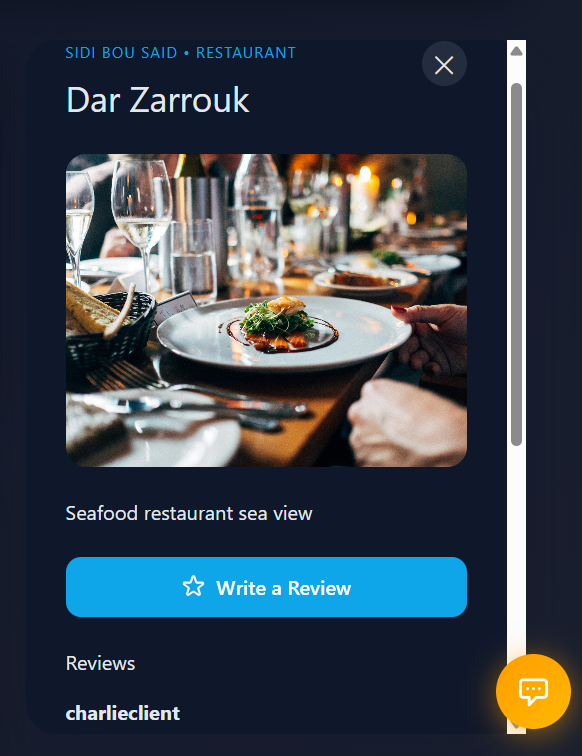 SIDI BOU SAID • RESTAURANT
Dar Zarrouk
Seafood restaurant sea view
Write a Review
Reviews
charlieclient